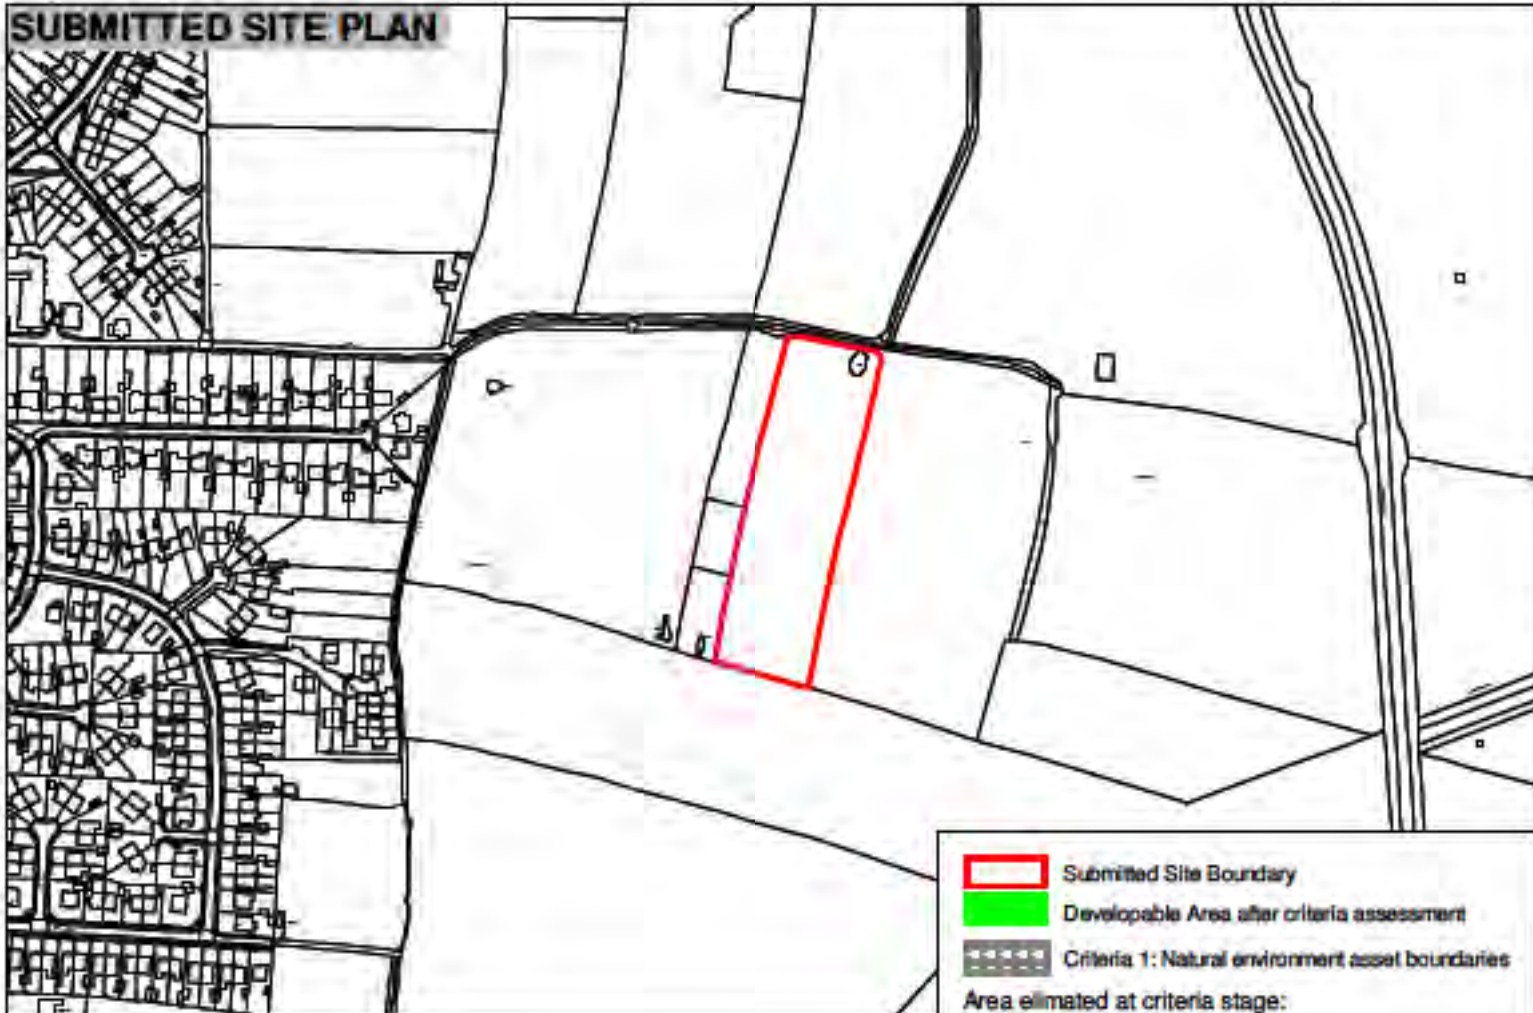 SUBMITTED SITE PLAN
Submitted Site Boundary
Developable Area after criteria assessment
Criteria 1: Natural environment asset boundaries
Area elimated at criteria stage: